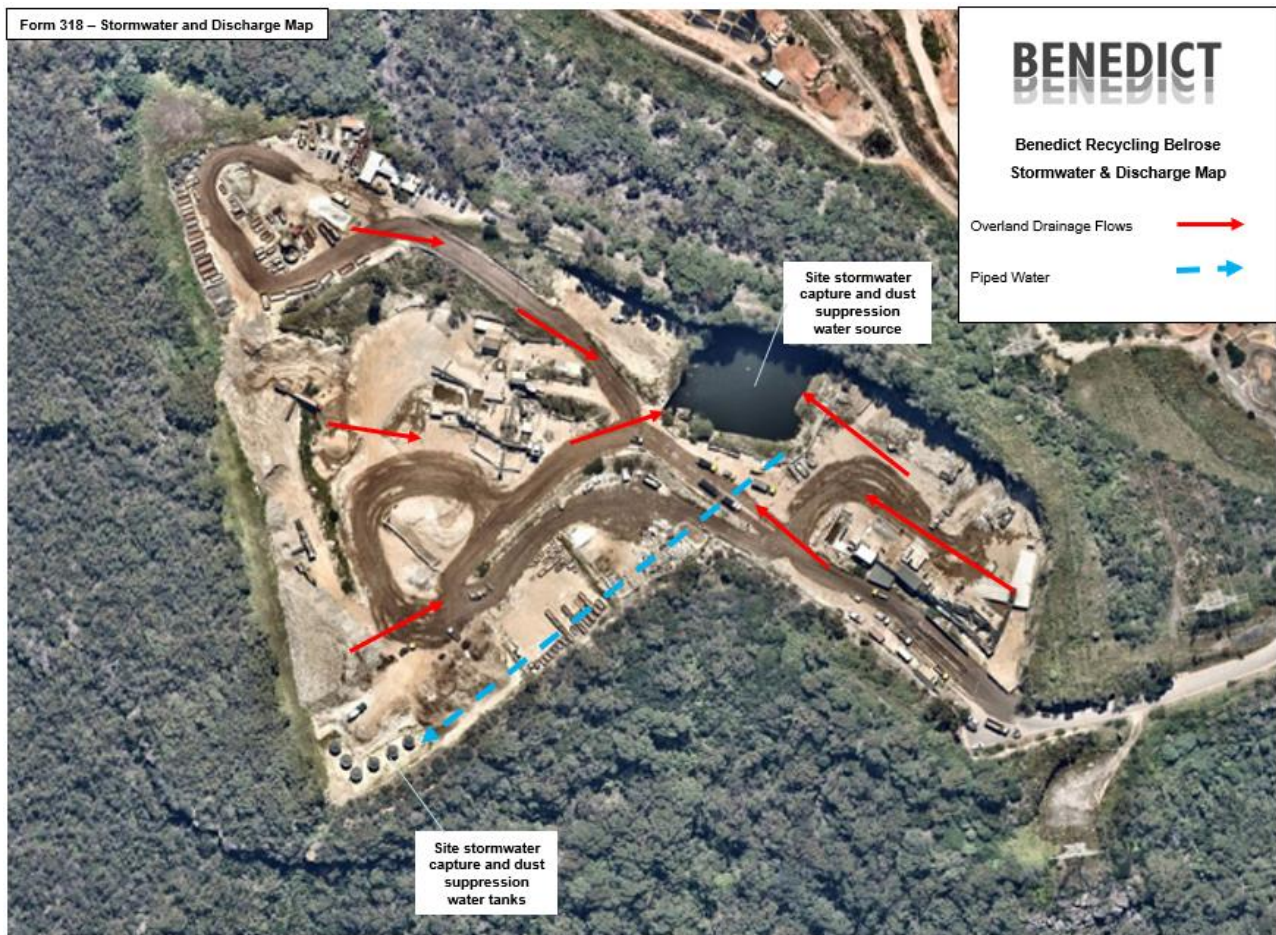 Form 318 – Stormwater and Discharge Map
BENEDICT
Benedict Recycling Belrose
Stormwater & Discharge Map
Overland Drainage Flows
Piped Water
Site stormwater
capture and dust
suppression
water source
Site stormwater
capture and dust
suppression
water tanks